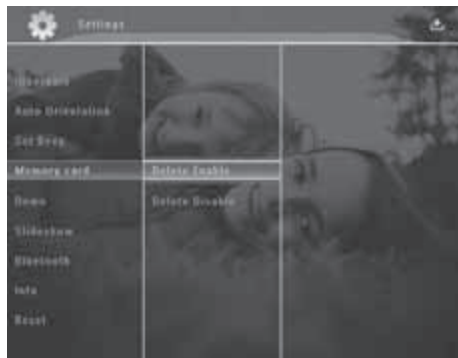 Settings
Auto Orientation
Set Beep
Memory card
Delete Enable
Demo
Delete Disable
Slideshow
Bluetooth
Info
Reset